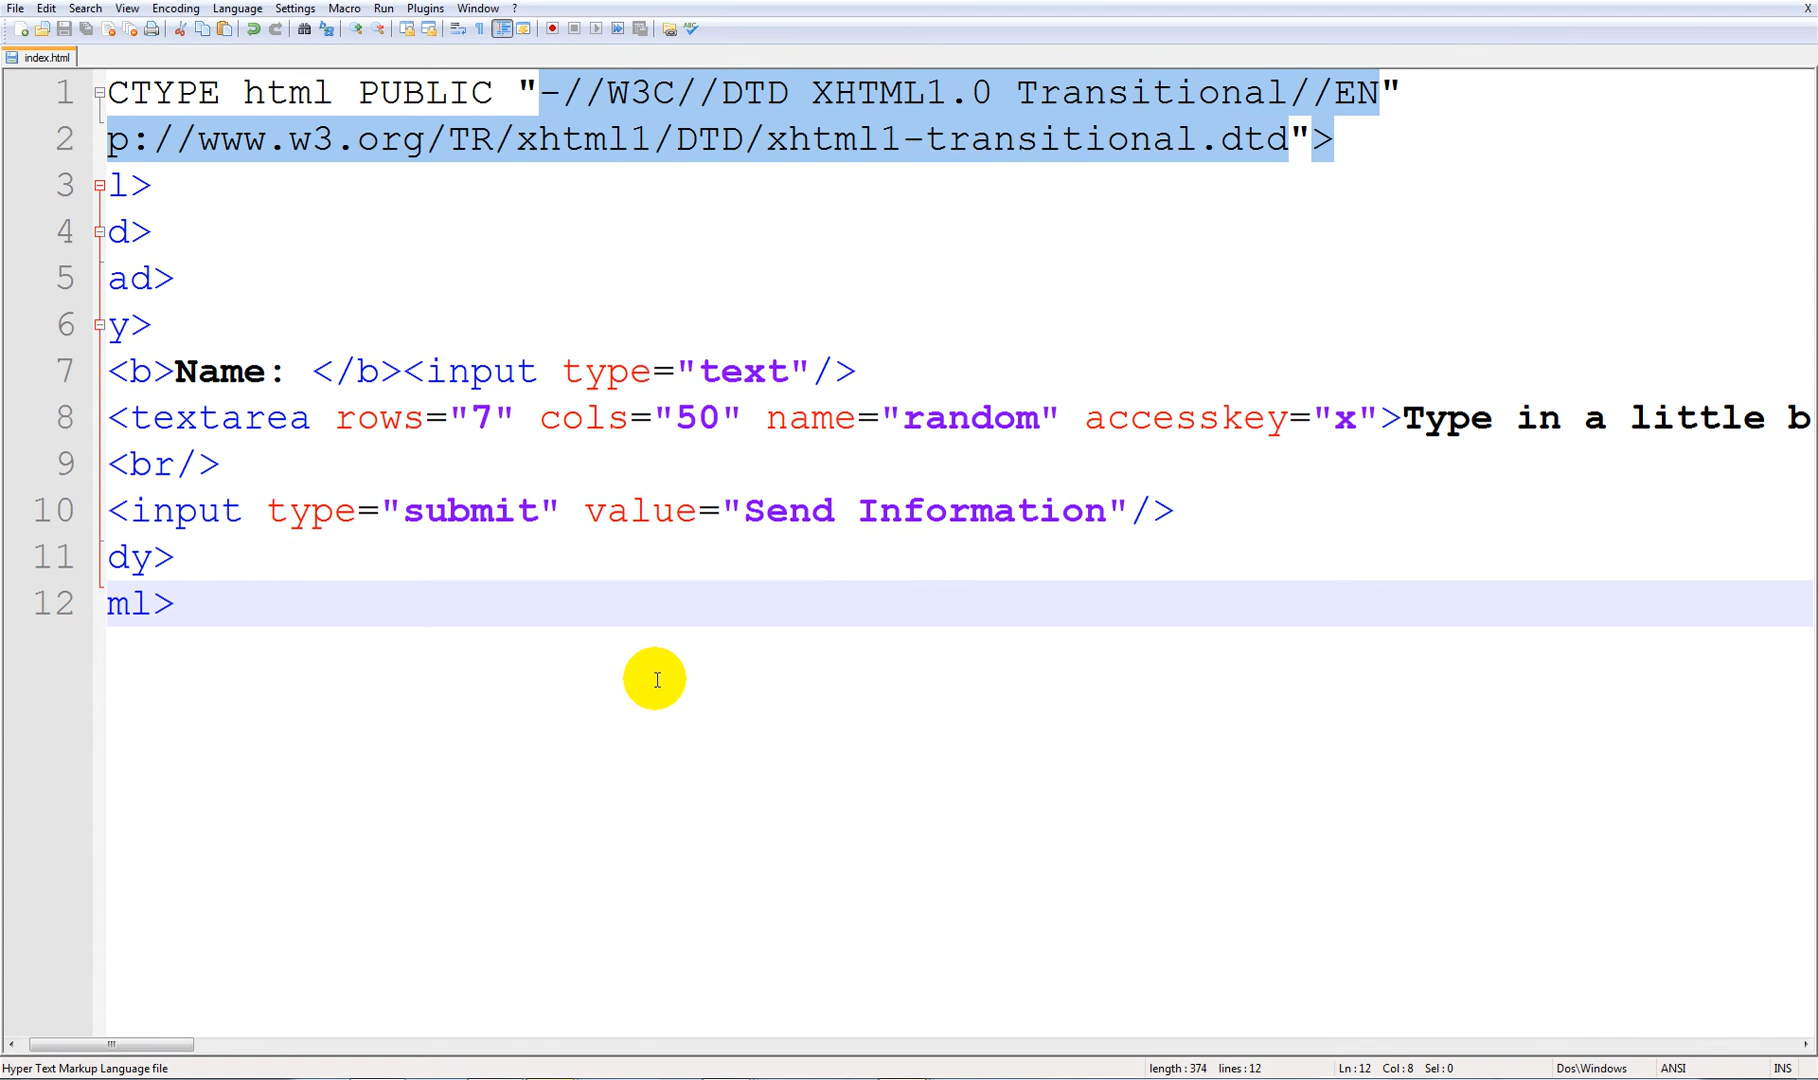 File Edit Search View Encoding Language Settings Macro Run Plugins Window ? X
index.html
1 CTYPE html PUBLIC "-//W3C//DTD XHTML1.0 Transitional//EN"
2 p://www.w3.org/TR/xhtml1/DTD/xhtml1-transitional.dtd">
3 l>
4 d>
5 ad>
6 y>
7 <b>Name: </b><input type="text"/>
8 <textarea rows="7" cols="50" name="random" accesskey="x">Type in a little b
9 <br/>
10 <input type="submit" value="Send Information"/>
11 dy>
12 ml>
Hyper Text Markup Language file length : 374 lines : 12 Ln : 12 Col : 8 Sel : 0 Dos\Windows ANSI INS